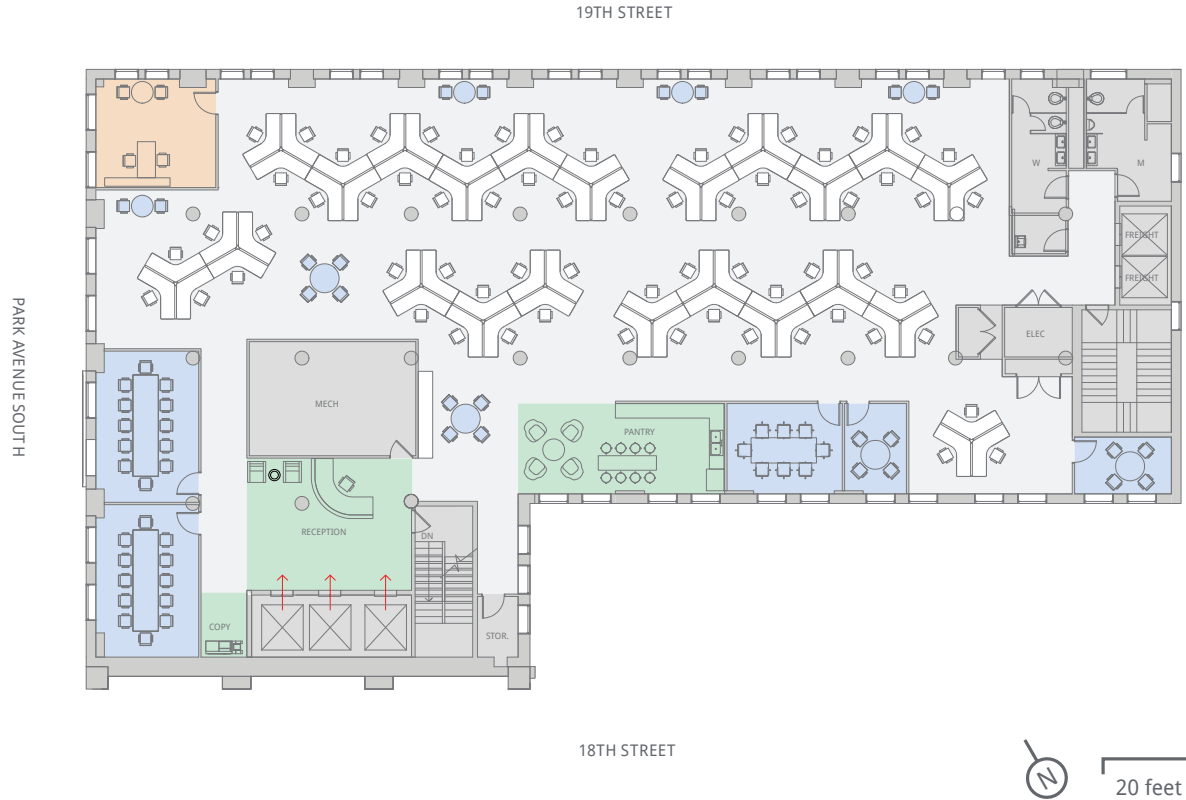 19TH STREET
W
M
FREIGHT
FREIGHT
PARK AVENUE SOUTH
ELEC
MECH
PANTRY
RECEPTION
DN
COPY
STOR.
18TH STREET
N
20 feet